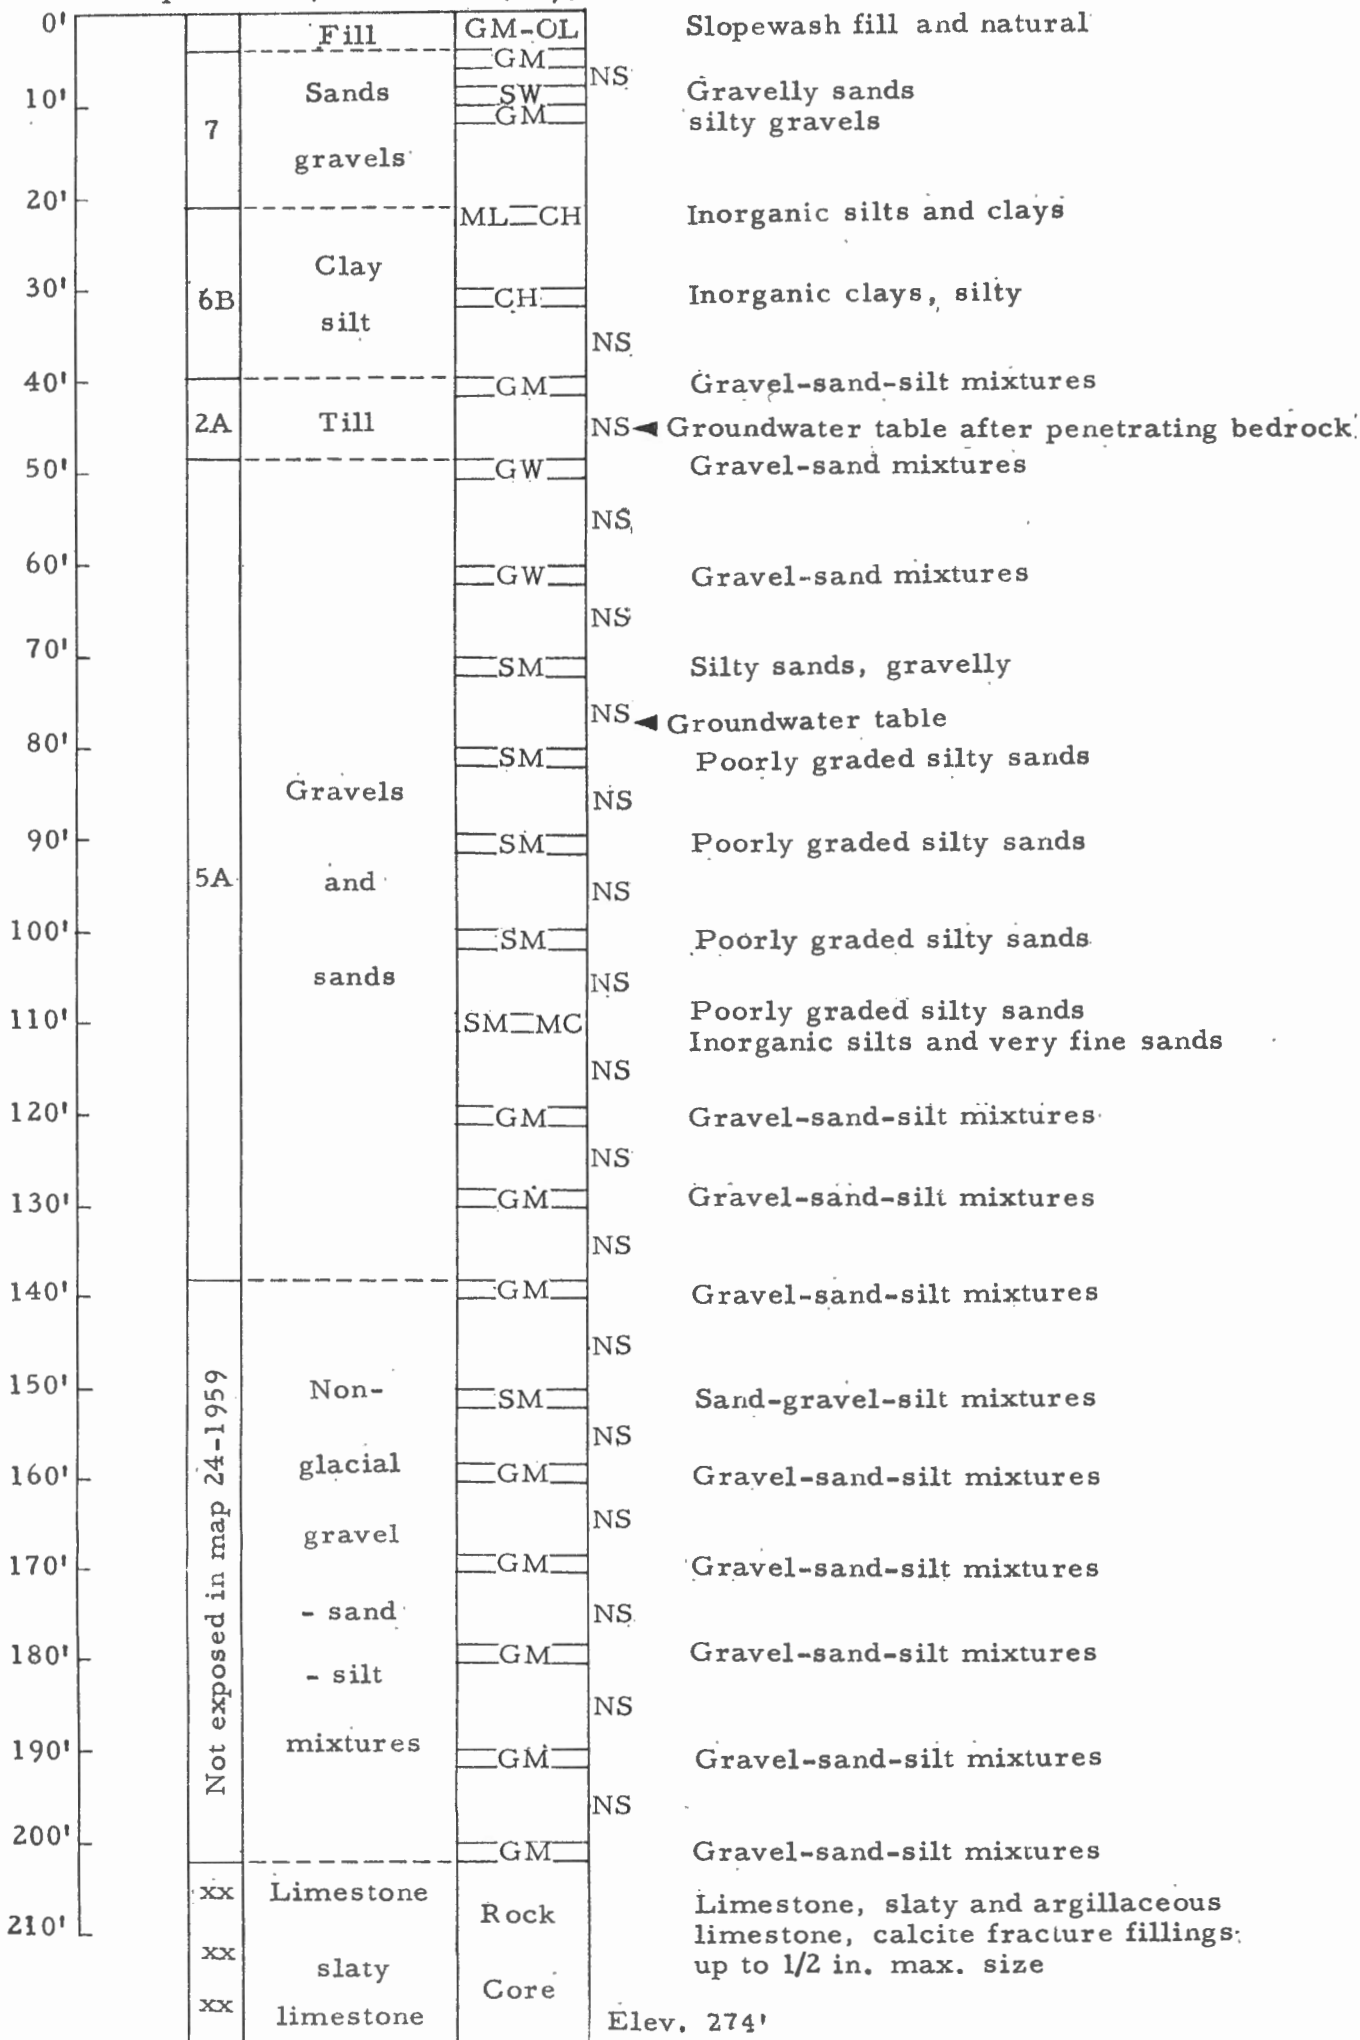 0' Fill GM-OL Slopewash fill and natural
GM
NS
10' Sands SW Gravelly sands
7 GM silty gravels
gravels
20' ML CH Inorganic silts and clays
Clay
30' 6B CH Inorganic clays, silty
silt
NS
40' GM Gravel-sand-silt mixtures
2A Till NS Groundwater table after penetrating bedrock
50' GW Gravel-sand mixtures
NS
60' GW Gravel-sand mixtures
NS
70' SM Silty sands, gravelly
NS Groundwater table
80' SM Poorly graded silty sands
Gravels NS
90' SM Poorly graded silty sands
5A and NS
100' SM Poorly graded silty sands
sands NS
110' SM MC Poorly graded silty sands
Inorganic silts and very fine sands
NS
120' GM Gravel-sand-silt mixtures
NS
130' GM Gravel-sand-silt mixtures
NS
140' GM Gravel-sand-silt mixtures
NS
Not exposed in map 24-1959
150' Non- SM Sand-gravel-silt mixtures
NS
160' glacial GM Gravel-sand-silt mixtures
gravel NS
170' GM Gravel-sand-silt mixtures
- sand NS
180' GM Gravel-sand-silt mixtures
- silt
NS
190' mixtures GM Gravel-sand-silt mixtures
NS
200' GM Gravel-sand-silt mixtures
xx Limestone Rock Limestone, slaty and argillaceous
210' limestone, calcite fracture fillings
xx slaty up to 1/2 in. max. size
Core
xx limestone Elev. 274'